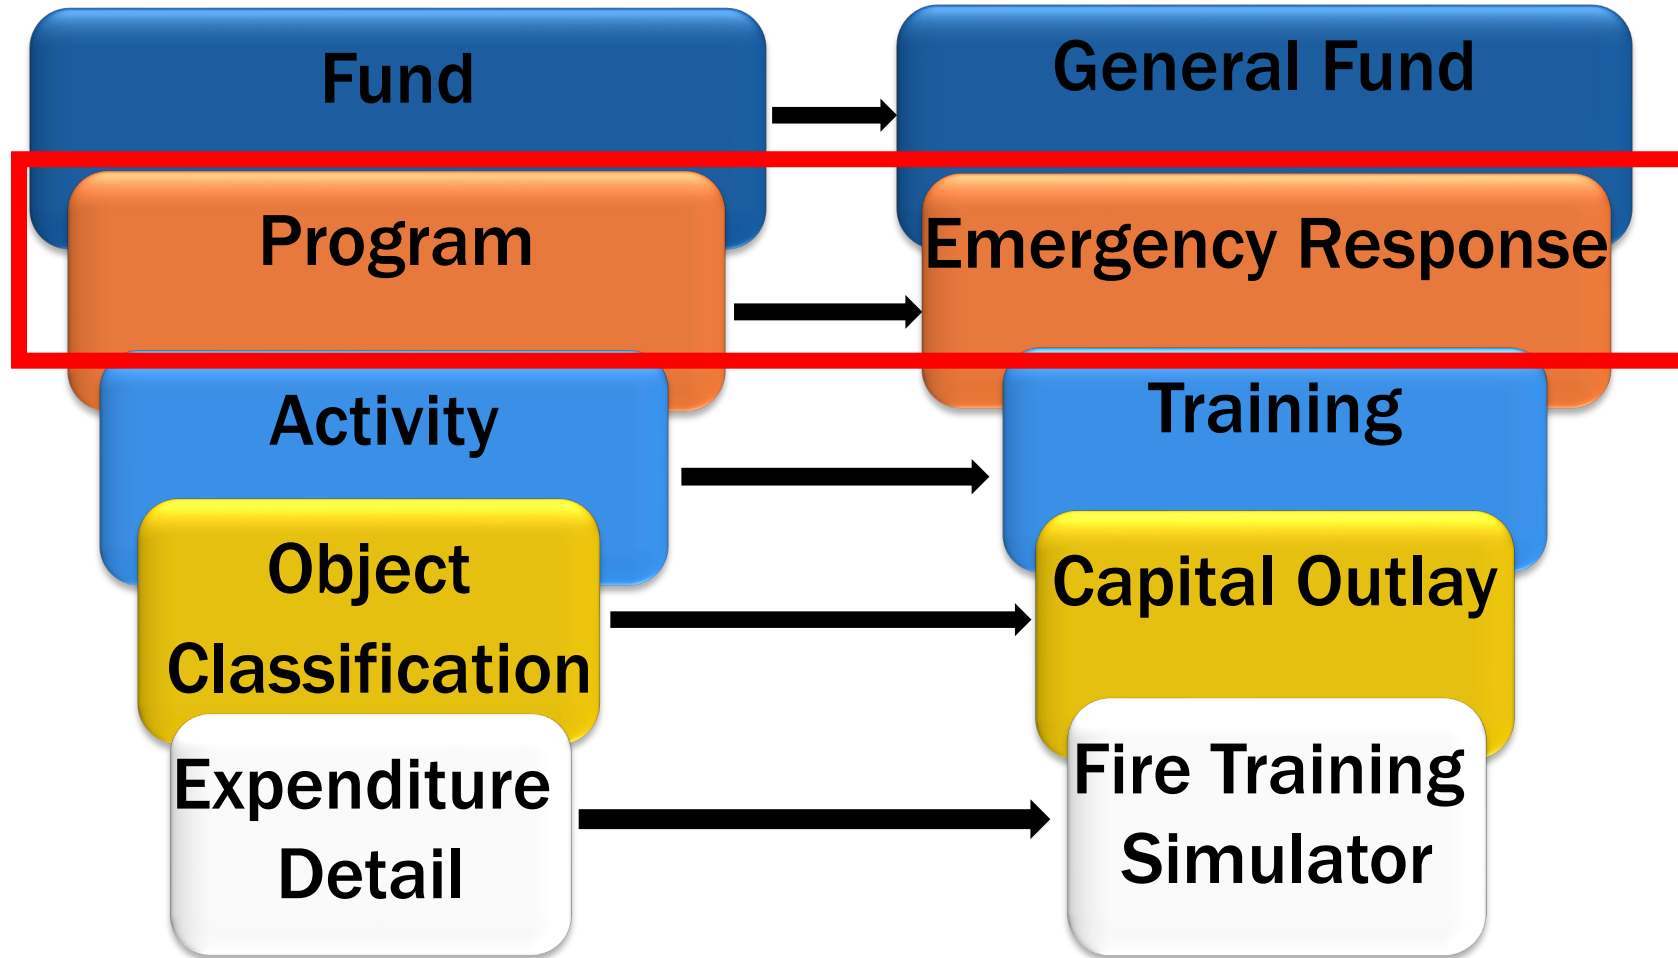 Fund
General Fund
Program
Emergency Response
Activity
Training
Object
Classification
Capital Outlay
Expenditure
Detail
Fire Training
Simulator